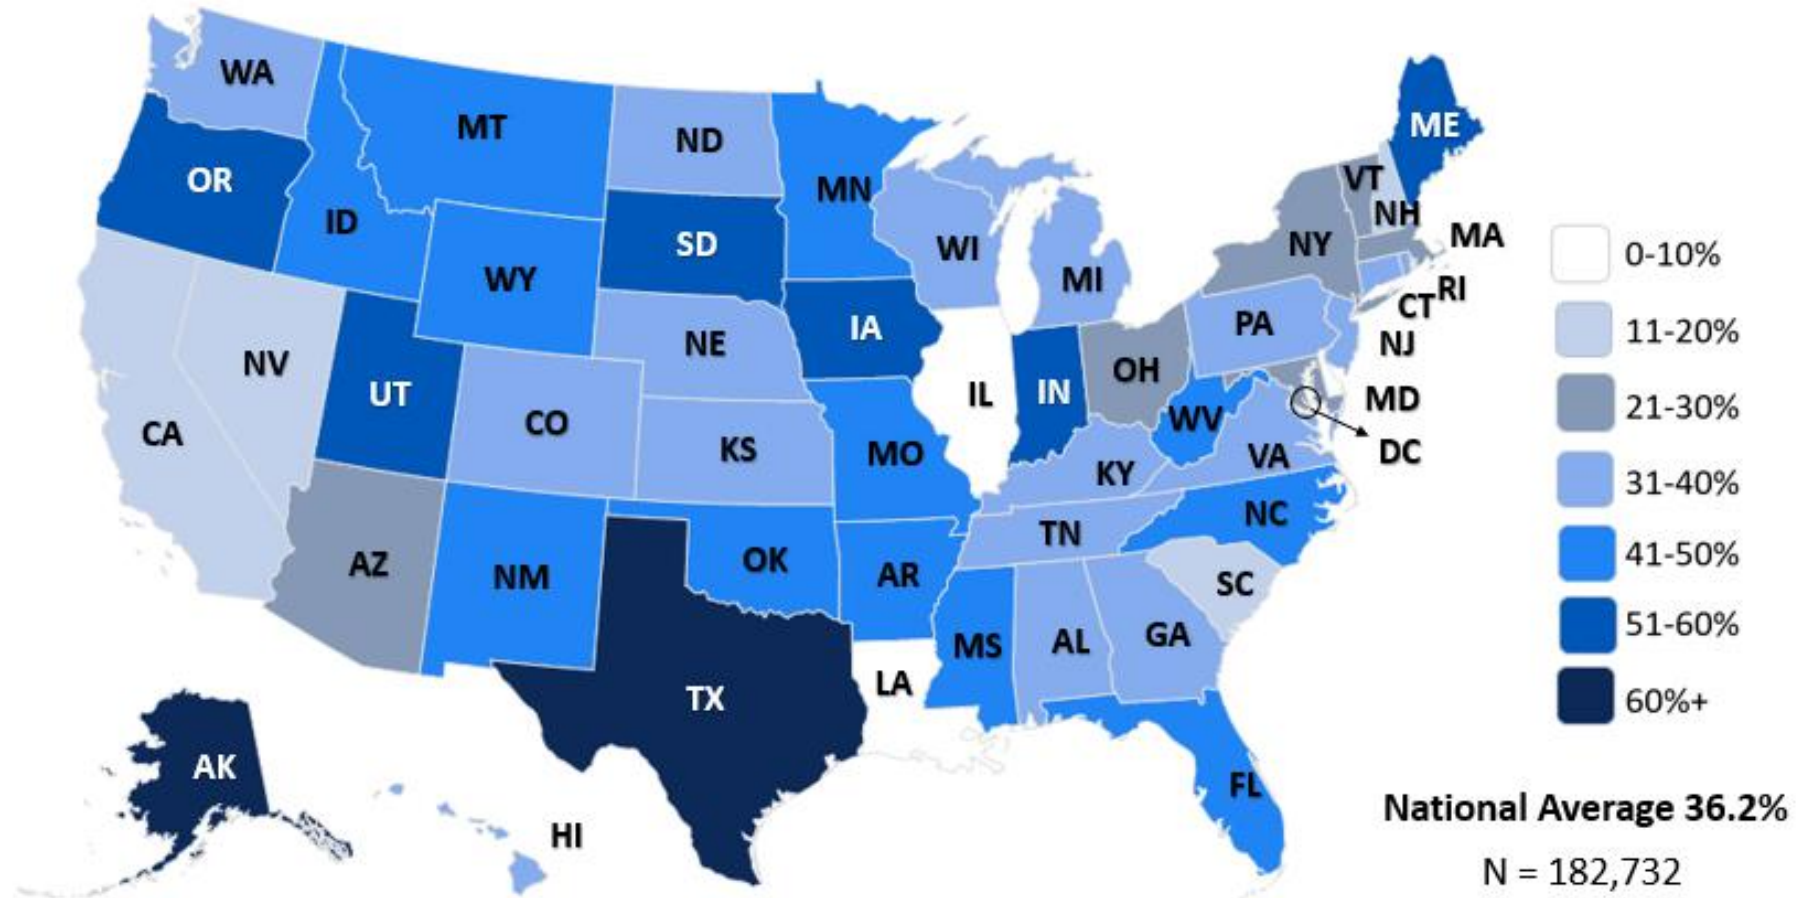 WA
MT
ND
ME
OR
MN
VT
ID
NH
SD
WI
NY
MA
WY
MI
0-10%
RI
CT
IA
PA
11-20%
NE
NJ
NV
OH
UT
IL
IN
MD
21-30%
CO
WV
CA
KS
MO
VA
DC
KY
31-40%
NC
TN
41-50%
AZ
NM
OK
AR
SC
MS
AL
GA
51-60%
LA
TX
60%+
AK
FL
HI
National Average 36.2%
N = 182,732